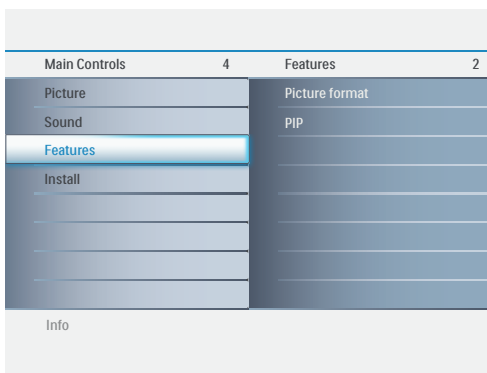 Main Controls 4 Features 2
Picture Picture format
Sound PIP
Features
Install
Info